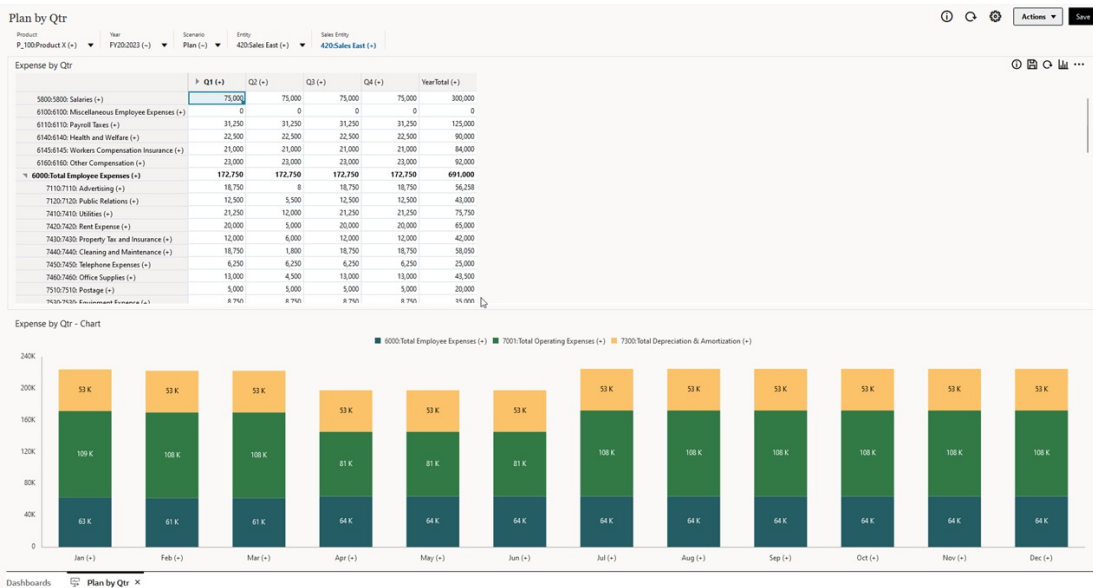 Plan by Qtr
Actions ▼ Save
Product Year Scenario Entity Sales Entity
P_100:Product X (+) ▼ FY20:2023 (~) ▼ Plan (~) ▼ 420:Sales East (+) ▼ 420:Sales East (+)
Expense by Qtr
Q1 (+) Q2 (+) Q3 (+) Q4 (+) YearTotal (+)
5800:5800: Salaries (+) 75,000 75,000 75,000 75,000 300,000
6100:6100: Miscellaneous Employee Expenses (+) 0 0 0 0 0
6110:6110: Payroll Taxes (+) 31,250 31,250 31,250 31,250 125,000
6140:6140: Health and Welfare (+) 22,500 22,500 22,500 22,500 90,000
6145:6145: Workers Compensation Insurance (+) 21,000 21,000 21,000 21,000 84,000
6160:6160: Other Compensation (+) 23,000 23,000 23,000 23,000 92,000
6000:Total Employee Expenses (+) 172,750 172,750 172,750 172,750 691,000
7110:7110: Advertising (+) 18,750 8 18,750 18,750 56,258
7120:7120: Public Relations (+) 12,500 5,500 12,500 12,500 43,000
7410:7410: Utilities (+) 21,250 12,000 21,250 21,250 75,750
7420:7420: Rent Expense (+) 20,000 5,000 20,000 20,000 65,000
7430:7430: Property Tax and Insurance (+) 12,000 6,000 12,000 12,000 42,000
7440:7440: Cleaning and Maintenance (+) 18,750 1,800 18,750 18,750 58,050
7450:7450: Telephone Expenses (+) 6,250 6,250 6,250 6,250 25,000
7460:7460: Office Supplies (+) 13,000 4,500 13,000 13,000 43,500
7510:7510: Postage (+) 5,000 5,000 5,000 5,000 20,000
7530:7530: Equipment Expense (+) 8,750 8,750 8,750 8,750 35,000
Expense by Qtr - Chart
6000:Total Employee Expenses (+) 7001:Total Operating Expenses (+) 7300:Total Depreciation & Amortization (+)
240K
200K
160K
120K
80K
40K
0
53 K 53 K 53 K 53 K 53 K 53 K 53 K 53 K 53 K 53 K 53 K 53 K
109 K 108 K 108 K 81 K 81 K 81 K 108 K 108 K 108 K 108 K 108 K 108 K
63 K 61 K 61 K 64 K 64 K 64 K 64 K 64 K 64 K 64 K 64 K 64 K
Jan (+) Feb (+) Mar (+) Apr (+) May (+) Jun (+) Jul (+) Aug (+) Sep (+) Oct (+) Nov (+) Dec (+)
Dashboards Plan by Qtr ×